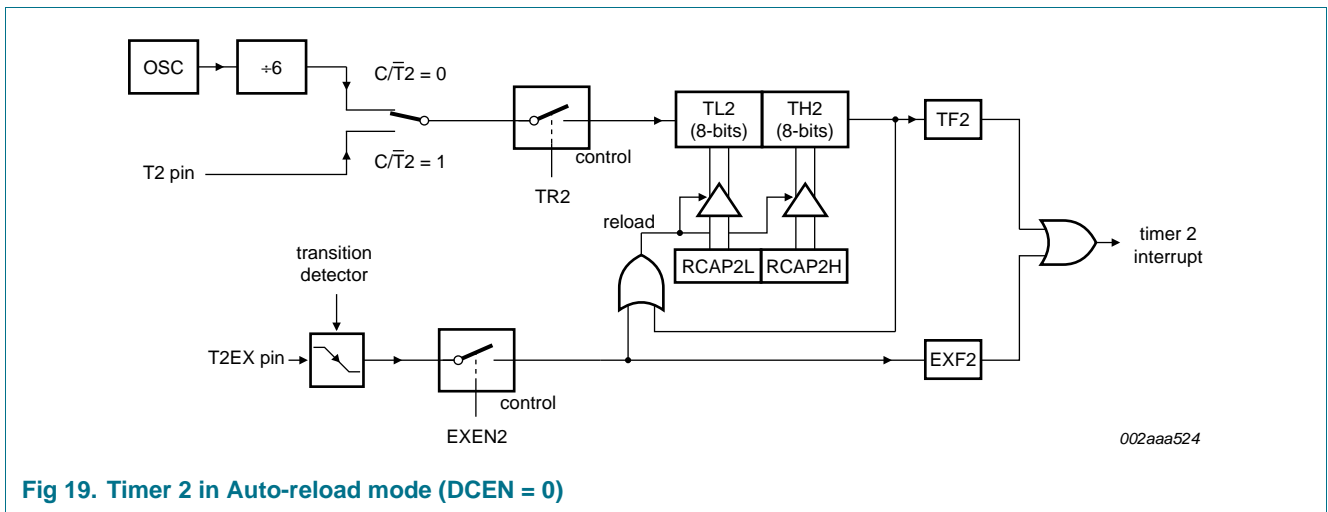 OSC
÷6
C/T̅2 = 0
C/T̅2 = 1
T2 pin
control
TR2
TL2
(8-bits)
TH2
(8-bits)
TF2
reload
RCAP2L
RCAP2H
timer 2
interrupt
transition
detector
T2EX pin
control
EXEN2
EXF2
002aaa524
Fig 19. Timer 2 in Auto-reload mode (DCEN = 0)